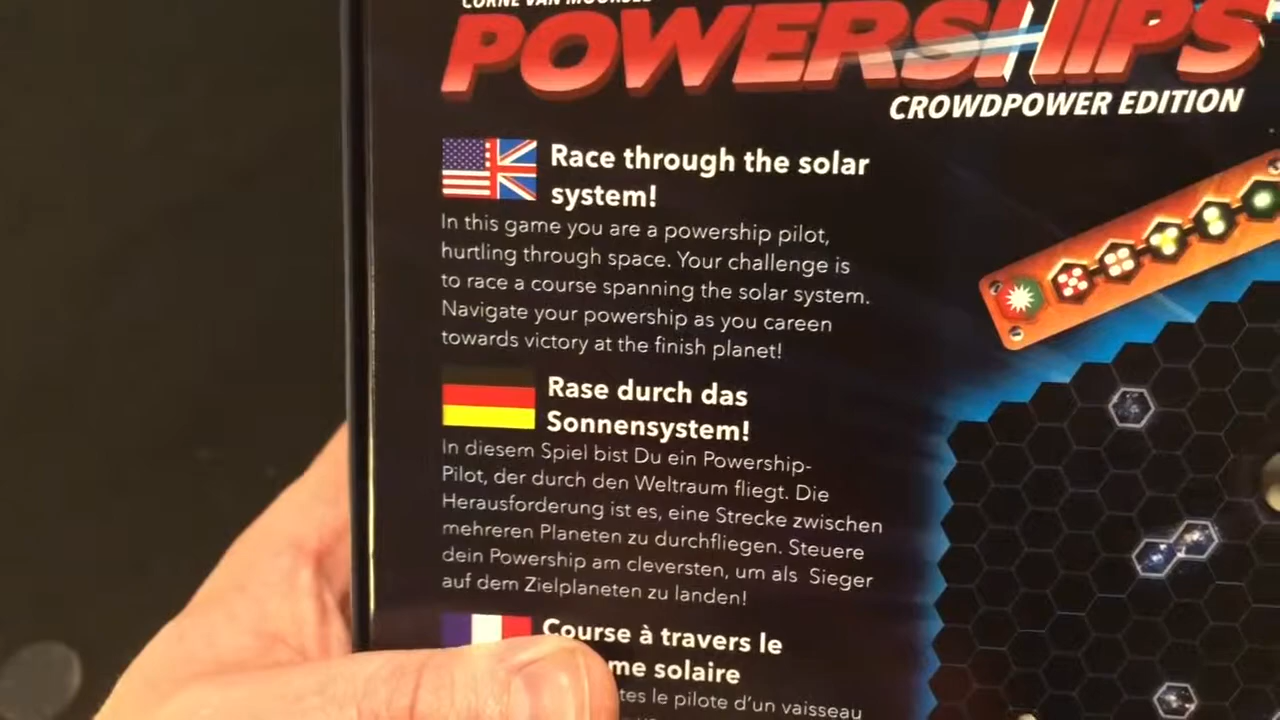 POWERSHIPS
CROWDPOWER EDITION
Race through the solar
system!
In this game you are a powership pilot,
hurtling through space. Your challenge is
to race a course spanning the solar system.
Navigate your powership as you careen
towards victory at the finish planet!
Rase durch das
Sonnensystem!
In diesem Spiel bist Du ein Powership-
Pilot, der durch den Weltraum fliegt. Die
Herausforderung ist es, eine Strecke zwischen
mehreren Planeten zu durchfliegen. Steuere
dein Powership am cleversten, um als Sieger
auf dem Zielplaneten zu landen!
Course à travers le
solaire
le pilote d'un vaisseau